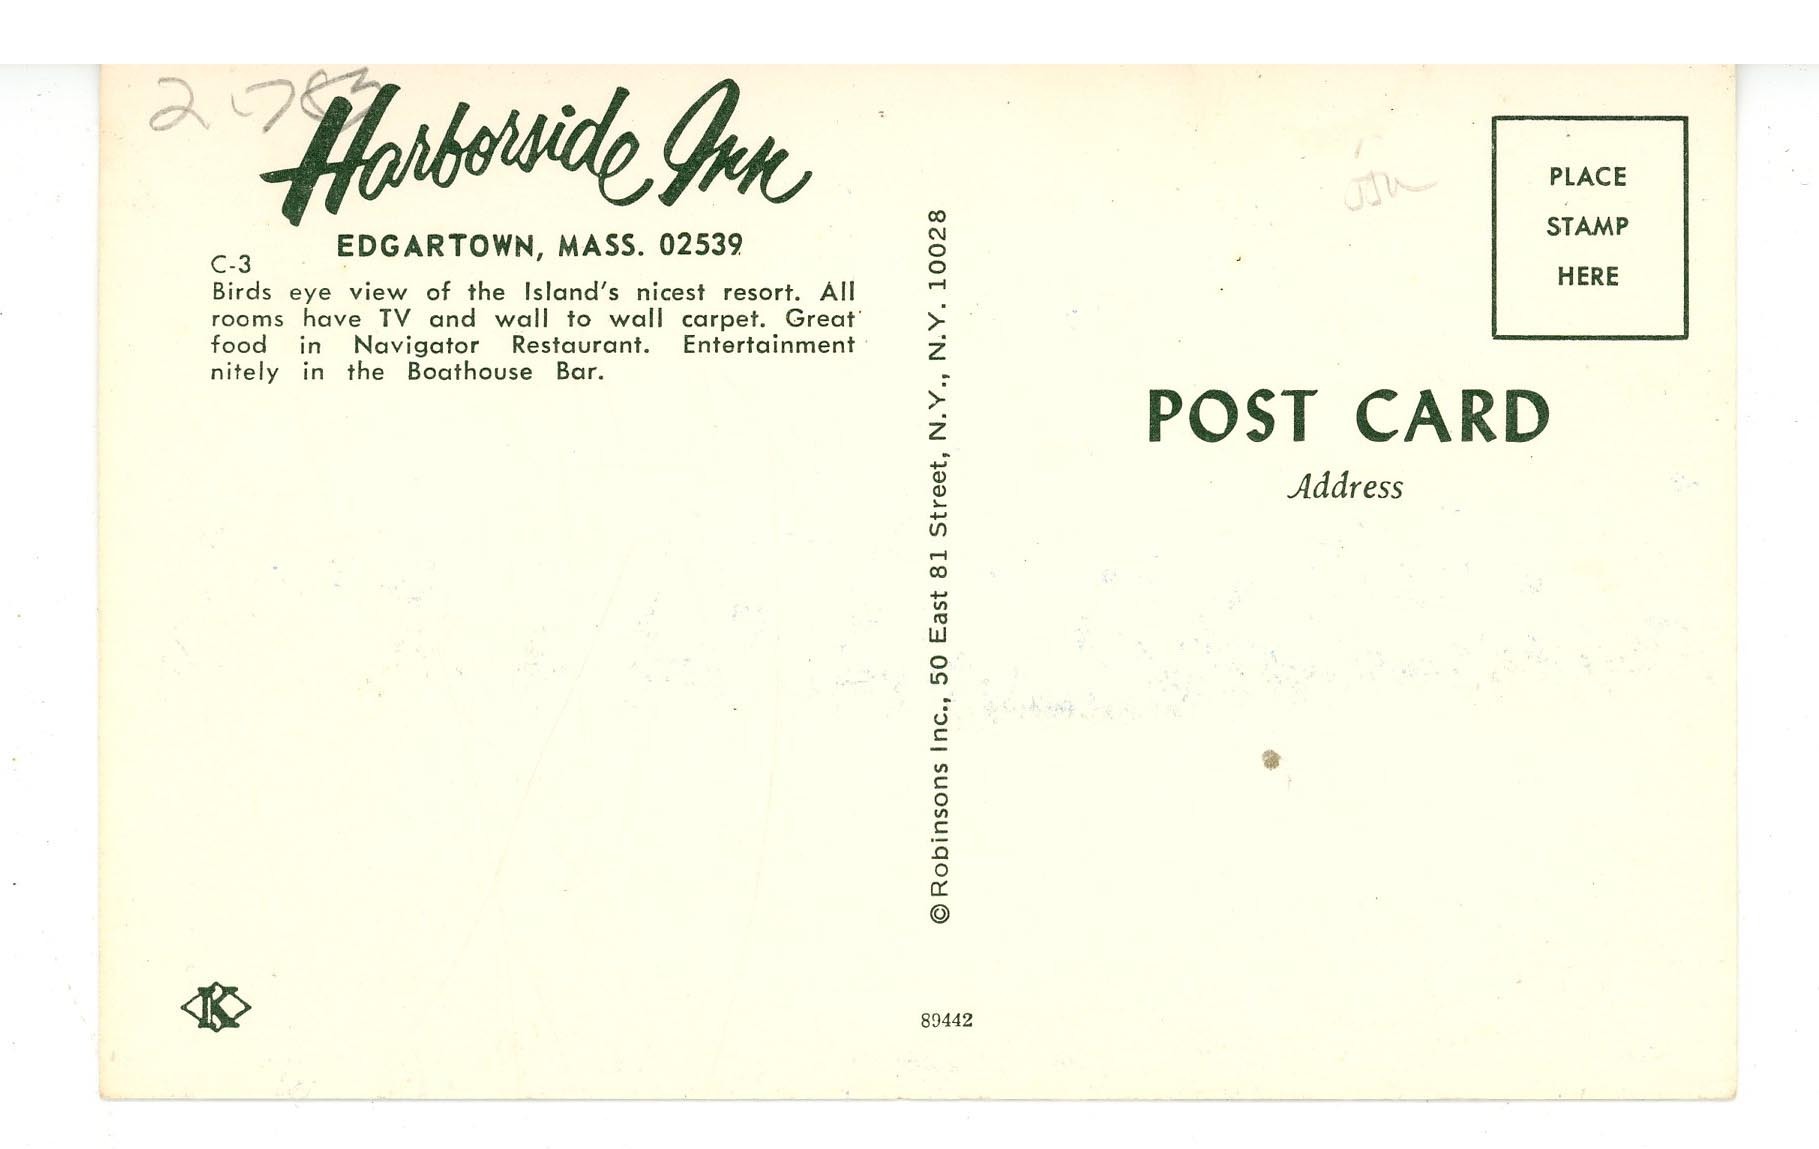 Harborside Inn
EDGARTOWN, MASS. 02539
C-3
Birds eye view of the Island's nicest resort. All
rooms have TV and wall to wall carpet. Great
food in Navigator Restaurant. Entertainment
nitely in the Boathouse Bar.
K
©Robinsons Inc., 50 East 81 Street, N.Y., N.Y. 10028
89442
PLACE
STAMP
HERE
POST CARD
Address